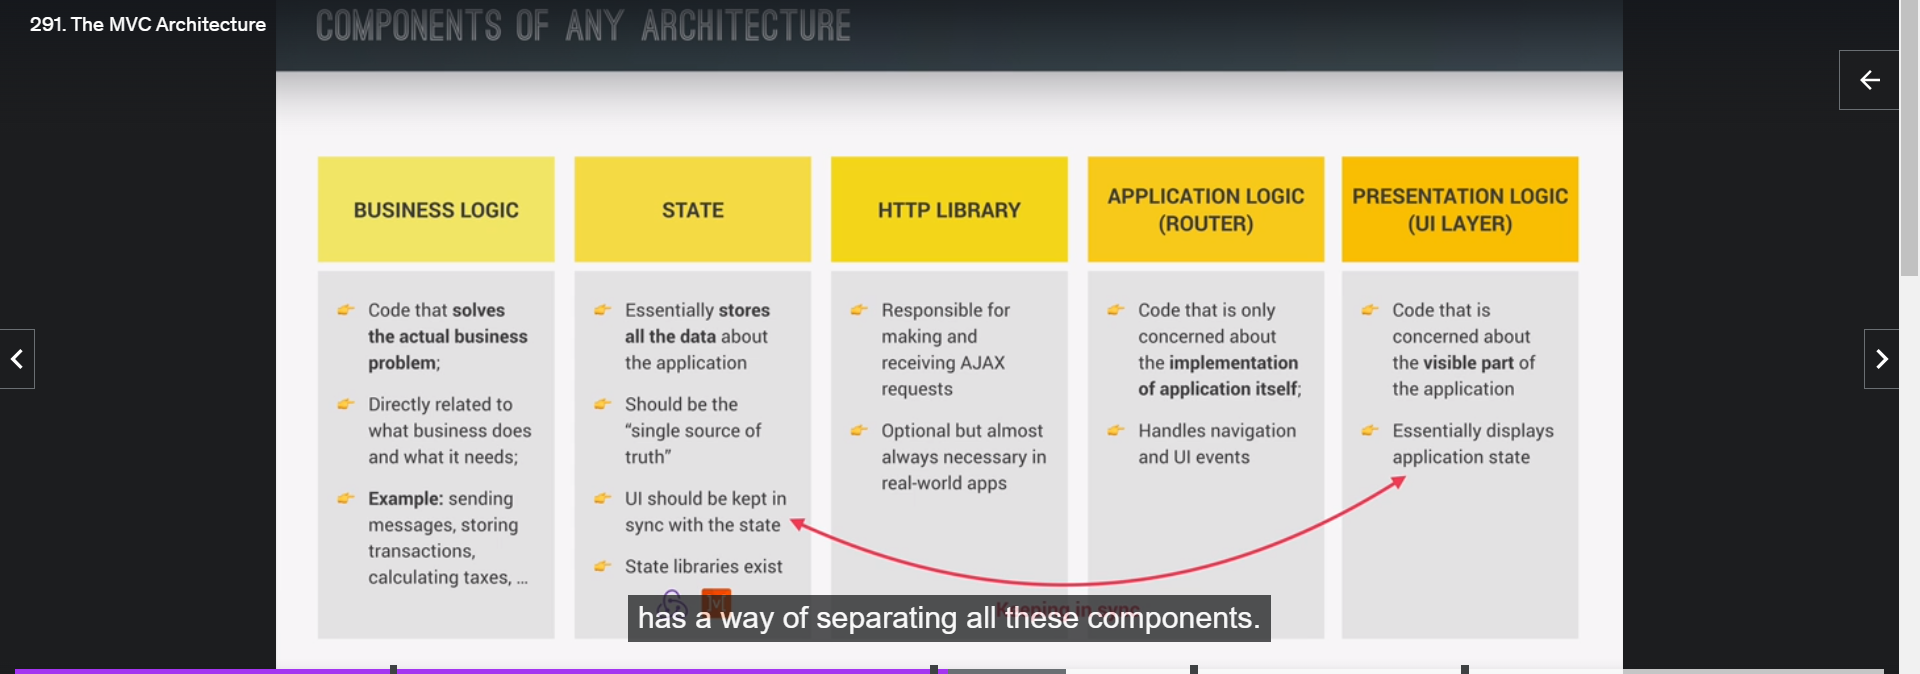 291. The MVC Architecture
COMPONENTS OF ANY ARCHITECTURE
BUSINESS LOGIC
Code that solves
the actual business
problem;
Directly related to
what business does
and what it needs;
Example: sending
messages, storing
transactions,
calculating taxes, ...
STATE
Essentially stores
all the data about
the application
Should be the
“single source of
truth”
UI should be kept in
sync with the state
State libraries exist
HTTP LIBRARY
Responsible for
making and
receiving AJAX
requests
Optional but almost
always necessary in
real-world apps
APPLICATION LOGIC
(ROUTER)
Code that is only
concerned about
the implementation
of application itself;
Handles navigation
and UI events
PRESENTATION LOGIC
(UI LAYER)
Code that is
concerned about
the visible part of
the application
Essentially displays
application state
Keeping in sync
has a way of separating all these components.